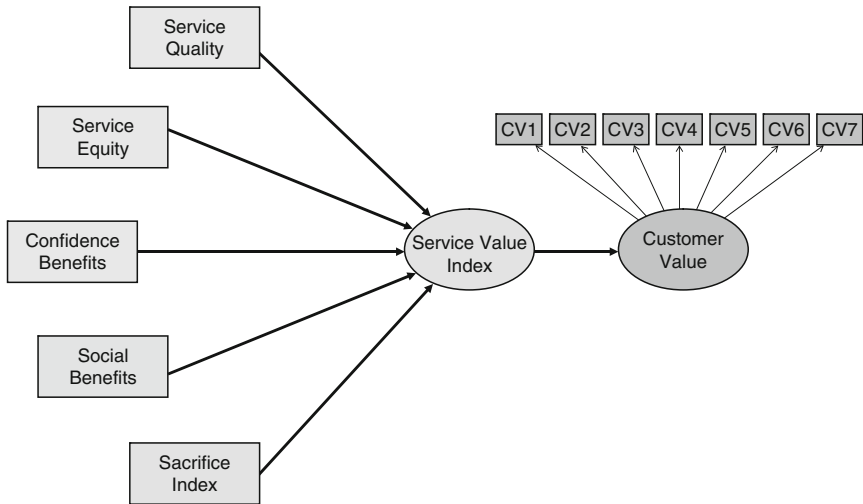 Service
Quality
Service
Equity
CV1 CV2 CV3 CV4 CV5 CV6 CV7
Confidence
Benefits
Service Value
Index
Customer
Value
Social
Benefits
Sacrifice
Index